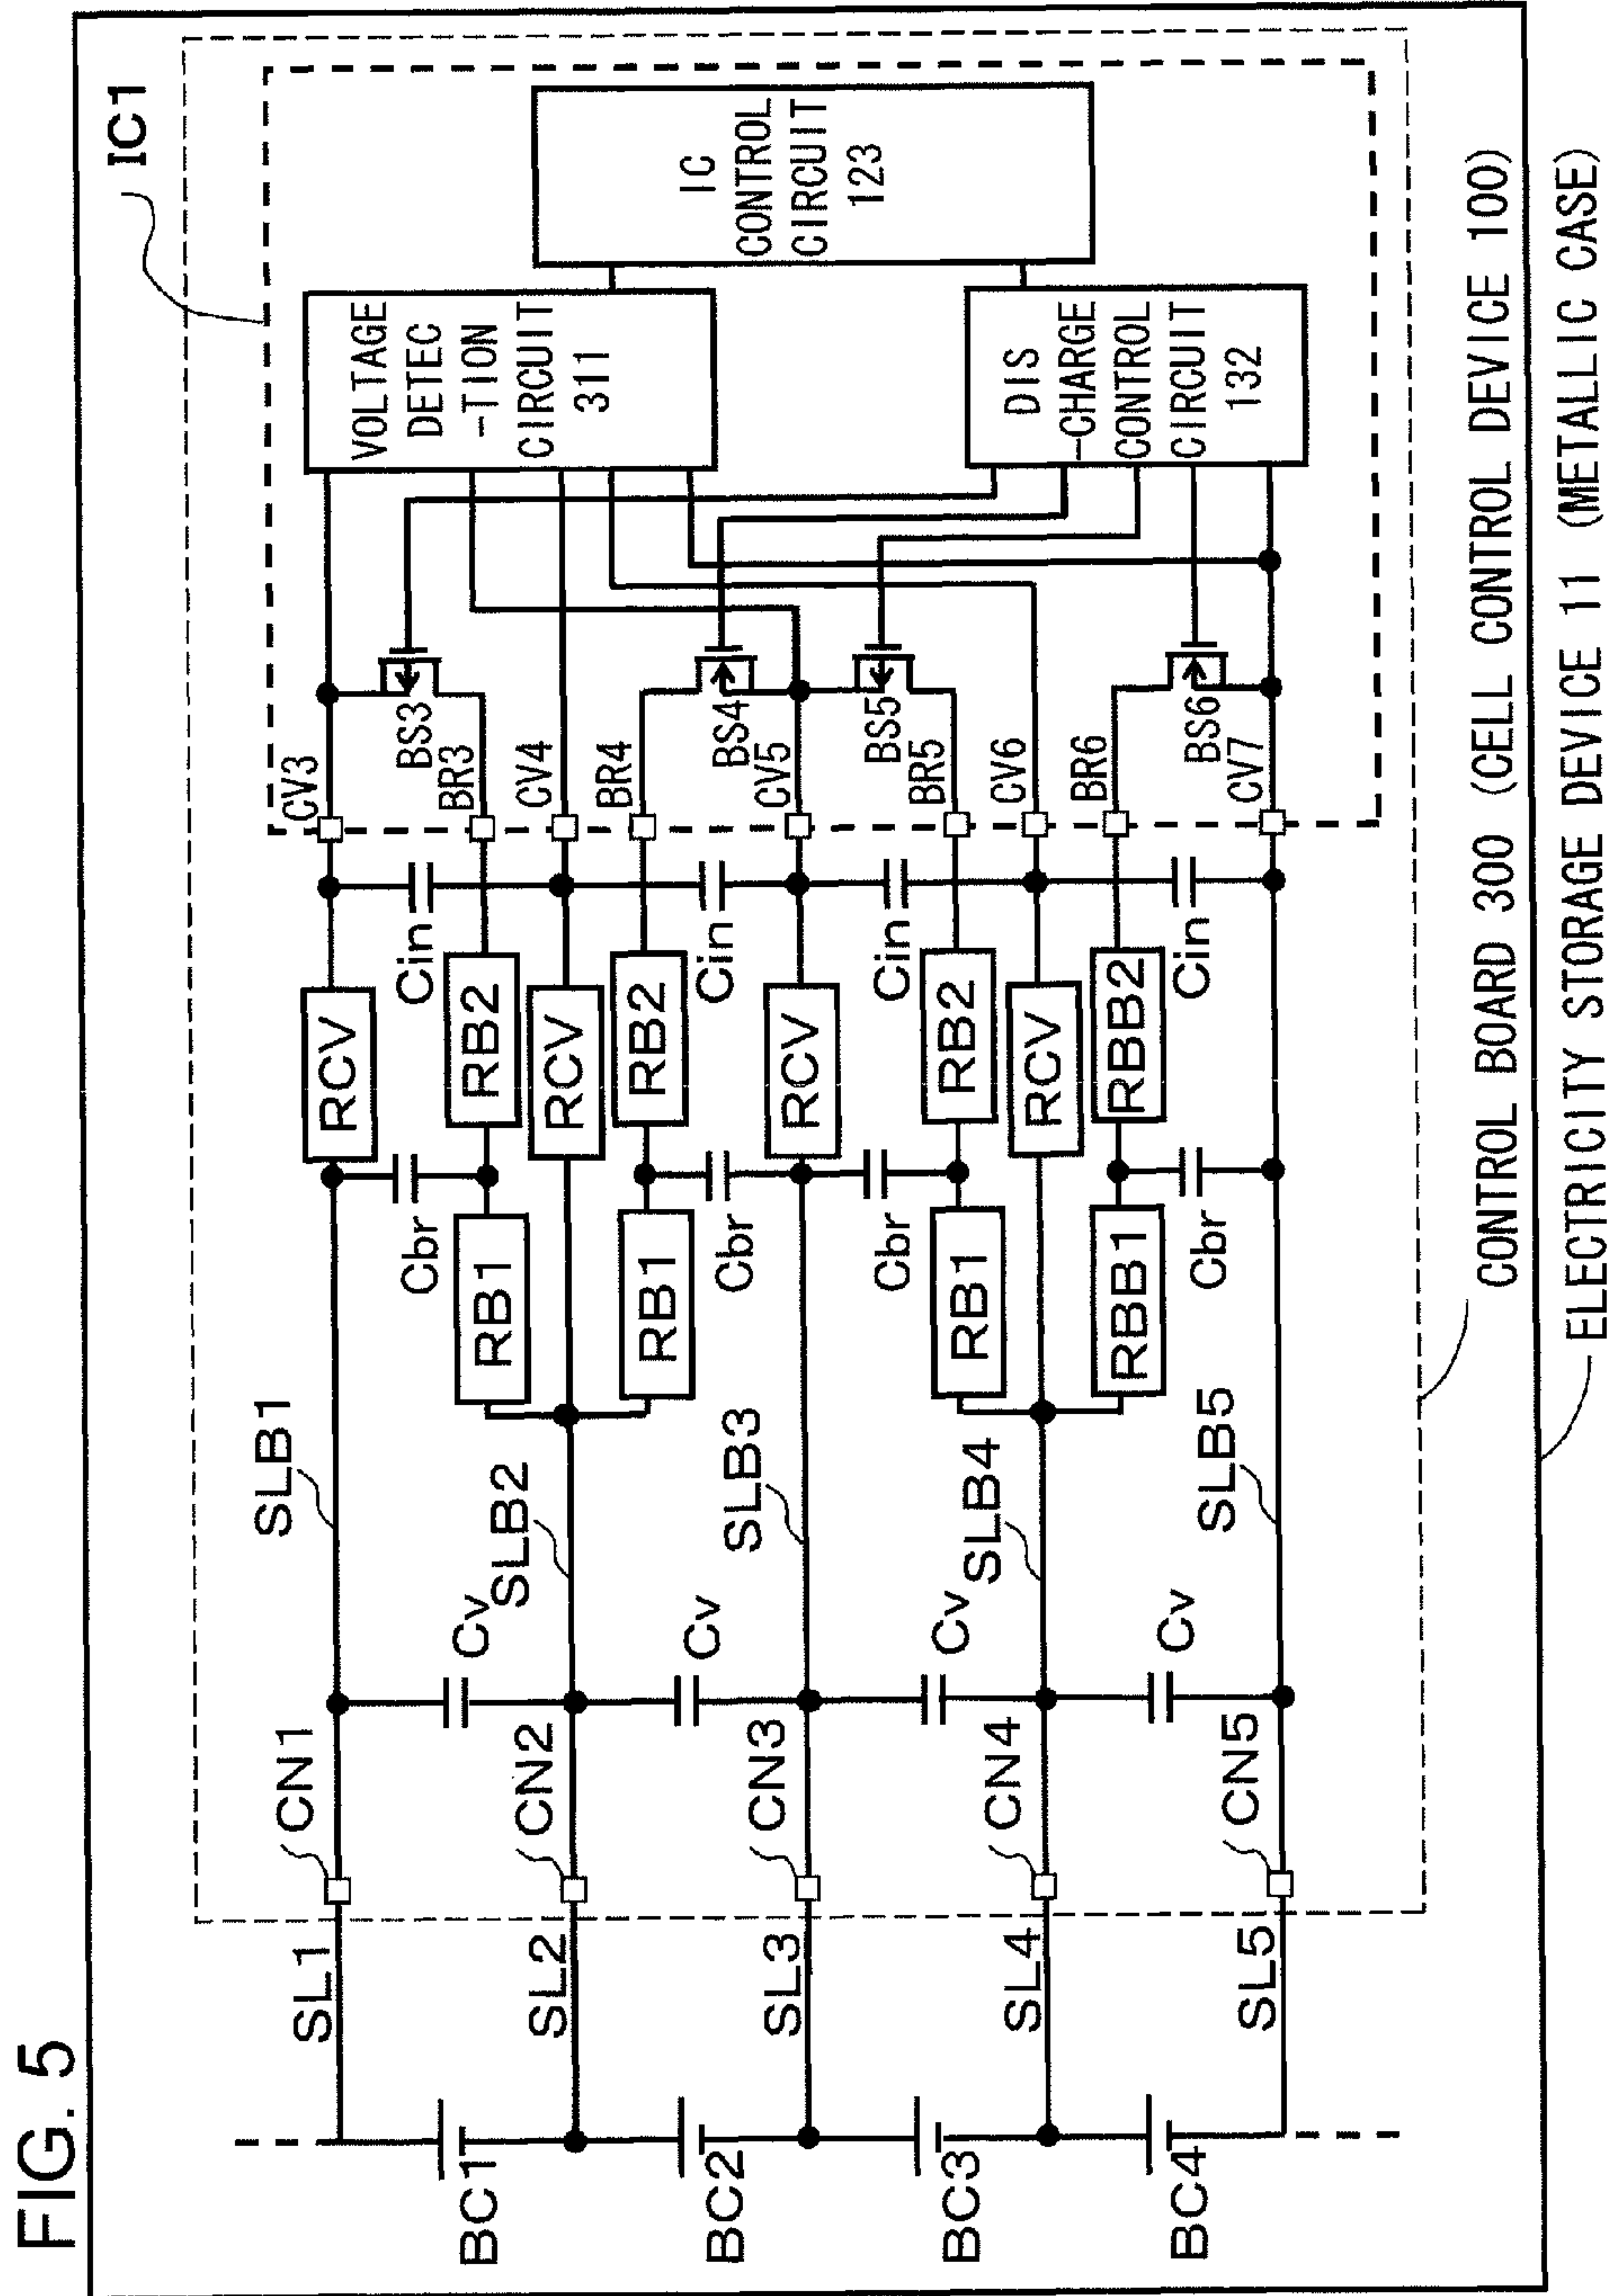 FIG. 5
IC1
IC
CONTROL
CIRCUIT
123
VOLTAGE
DETEC
-TION
CIRCUIT
311
DIS
-CHARGE
CONTROL
CIRCUIT
132
CV3
BS3
BR3
CV4
BR4
BS4
CV5
BS5
BR5
CV6
BR6
BS6
CV7
Cin
Cin
Cin
Cin
RCV
RB2
RCV
RB2
RCV
RB2
RCV
RBB2
Cbr
Cbr
Cbr
Cbr
RB1
RB1
RB1
RBB1
SLB1
SLB2
SLB3
SLB4
SLB5
Cv
Cv
Cv
Cv
CN1
CN2
CN3
CN4
CN5
SL1
SL2
SL3
SL4
SL5
BC1
BC2
BC3
BC4
CONTROL BOARD 300 (CELL CONTROL DEVICE 100)
ELECTRICITY STORAGE DEVICE 11 (METALLIC CASE)